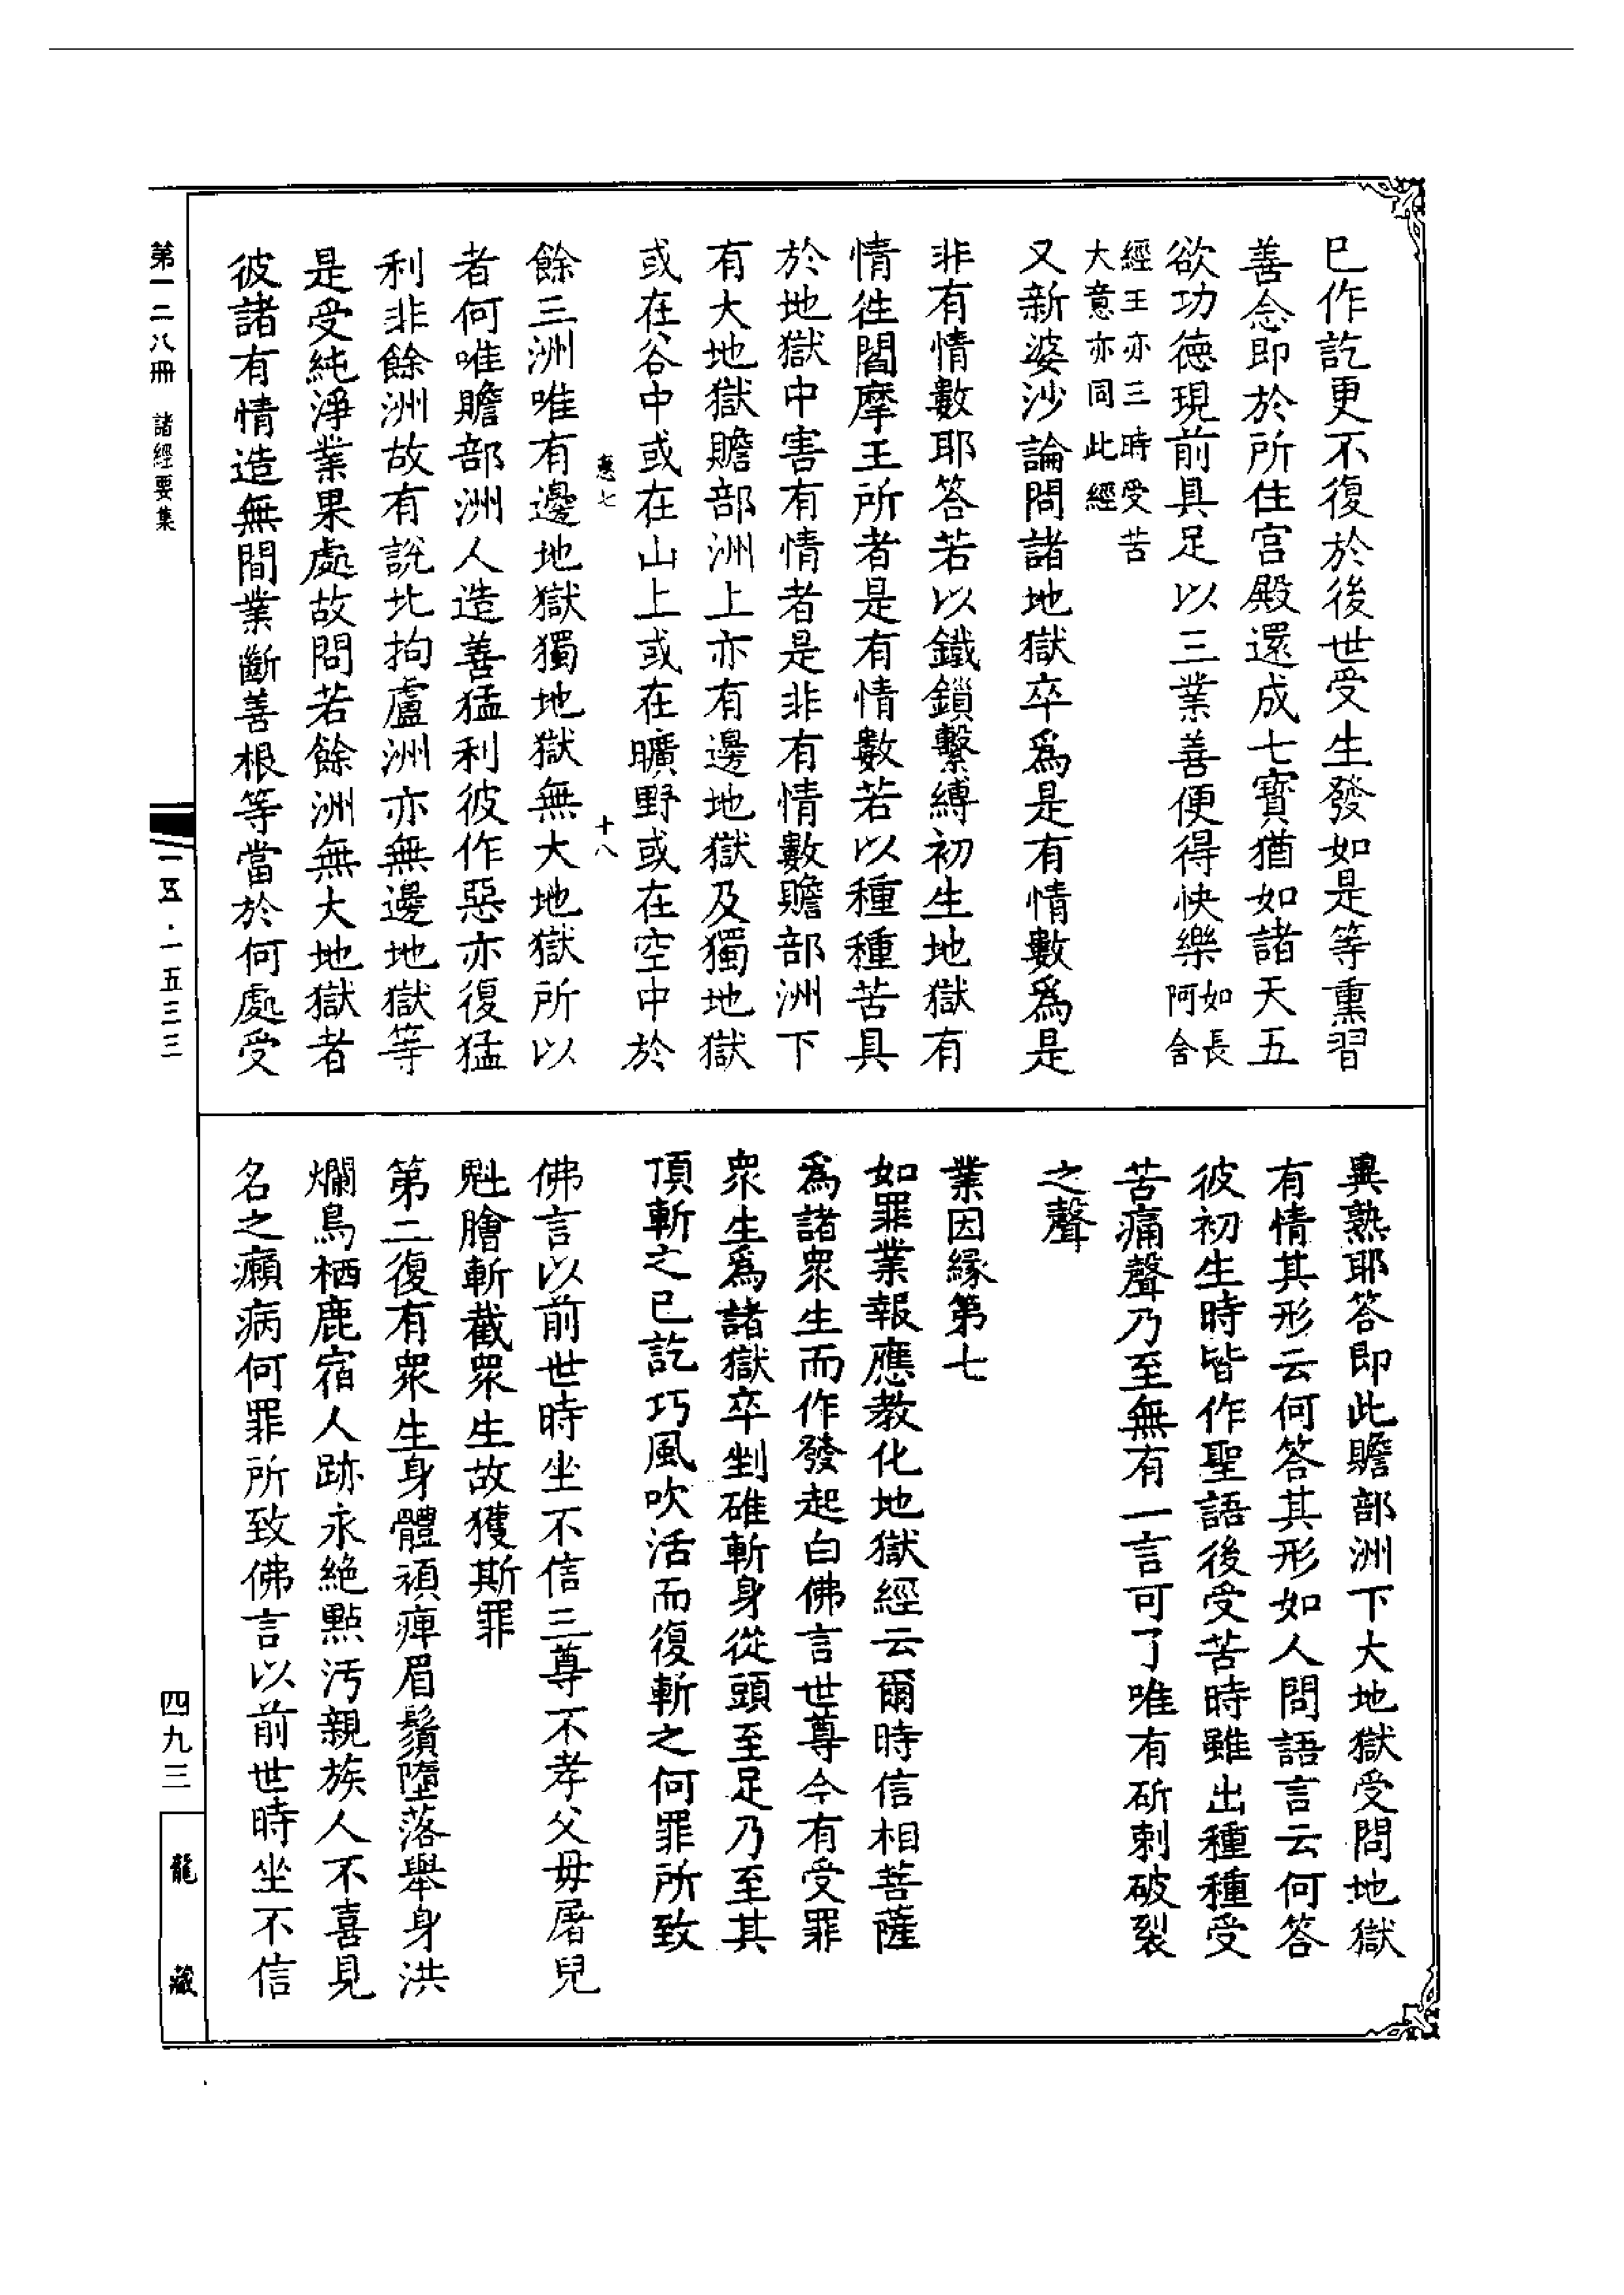 已作訖更不復於後世受生發如是等熏習
善念即於所住宮殿還成七寶猶如諸天五
欲功德現前具足以三業善便得快樂如長阿含
經王亦三時受苦
大意亦同此經
又新婆沙論問諸地獄卒爲是有情數爲是
非有情數耶答若以鐵鎖繫縛初生地獄有
情徃閻摩王所者是有情數若以種種苦具
於地獄中害有情者是非有情數贍部洲下
有大地獄贍部洲上亦有邊地獄及獨地獄
或在谷中或在山上或在曠野或在空中於
七 十八
餘三洲唯有邊地獄獨地獄無大地獄所以
者何唯贍部洲人造善猛利彼作惡亦復猛
利非餘洲故有説北拘盧洲亦無邊地獄等
是受純淨業果處故問若餘洲無大地獄者
彼諸有情造無間業斷善根等當於何處受
異熟耶答即此贍部洲下大地獄受問地獄
有情其形云何答其形如人問語言云何答
彼初生時皆作聖語後受苦時雖出種種受
苦痛聲乃至無有一言可了唯有斫刺破裂
之聲
業因縁第七
如罪業報應教化地獄經云爾時信相菩薩
爲諸衆生而作發起白佛言世尊今有受罪
衆生爲諸獄卒剉碓斬身從頭至足乃至其
頂斬之已訖巧風吹活而復斬之何罪所致
佛言以前世時坐不信三尊不孝父母屠兒
魁膾斬截衆生故獲斯罪
第二復有衆生身體頑痺眉鬚墮落舉身洪
爛鳥栖鹿宿人跡永絶點汚親族人不喜見
名之癩病何罪所致佛言以前世時坐不信
第一二八冊 諸經要集
一五·一五三三
四九三
龍藏